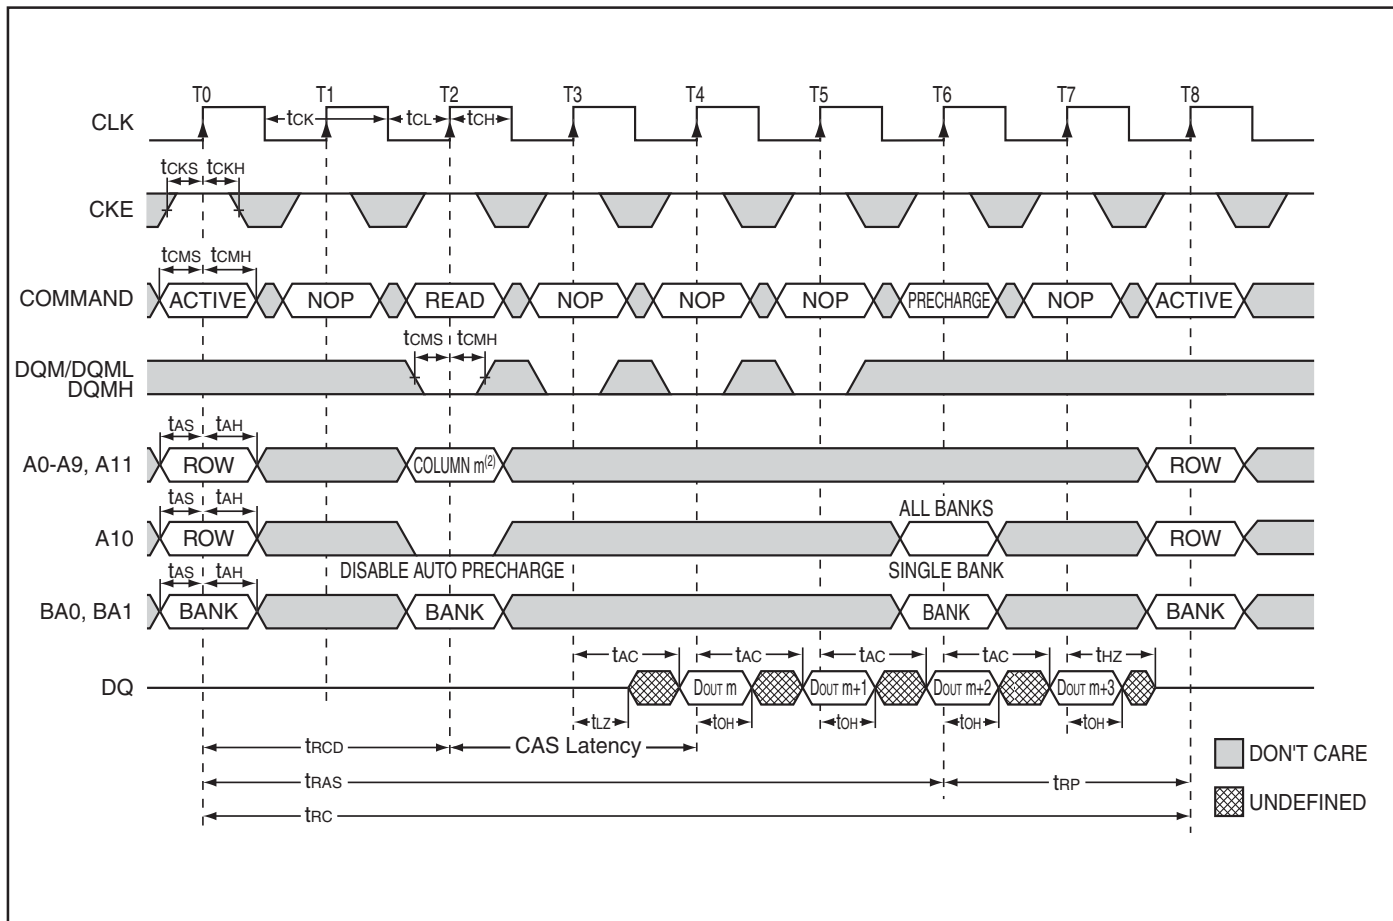 T0 T1 T2 T3 T4 T5 T6 T7 T8
CLK tCK tCL tCH
tCKS tCKH
CKE
tCMS tCMH
COMMAND ACTIVE NOP READ NOP NOP NOP PRECHARGE NOP ACTIVE
tCMS tCMH
DQM/DQML
DQMH
tAS tAH
A0-A9, A11 ROW COLUMN m(2) ROW
tAS tAH ALL BANKS
A10 ROW ROW
tAS tAH DISABLE AUTO PRECHARGE SINGLE BANK
BA0, BA1 BANK BANK BANK BANK
tAC tAC tAC tAC tHZ
DQ DOUT m DOUT m+1 DOUT m+2 DOUT m+3
tLZ tOH tOH tOH tOH
tRCD CAS Latency
DON'T CARE
tRAS tRP
UNDEFINED
tRC